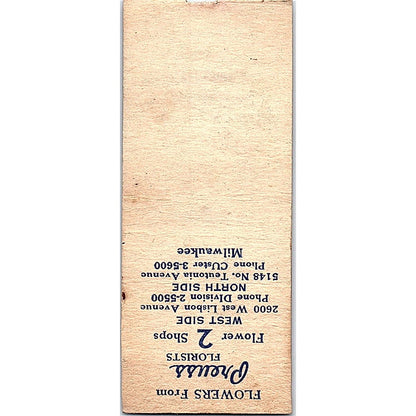 FLOWERS From
Preuss
FLORISTS
2 Flower Shops
WEST SIDE
2600 West Lisbon Avenue
Phone Division 2-5500
NORTH SIDE
5148 No. Teutonia Avenue
Phone CUster 3-5600
Milwaukee